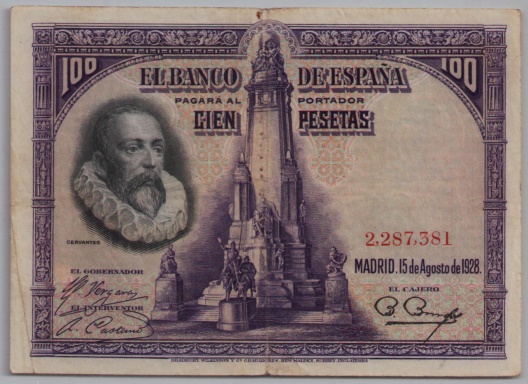 100
100
EL BANCO DE ESPAÑA
PAGARÁ AL PORTADOR
CIEN PESETAS
CERVANTES
2,287,381
MADRID. 15 de Agosto de 1928.
EL GOBERNADOR
EL CAJERO
EL INTERVENTOR